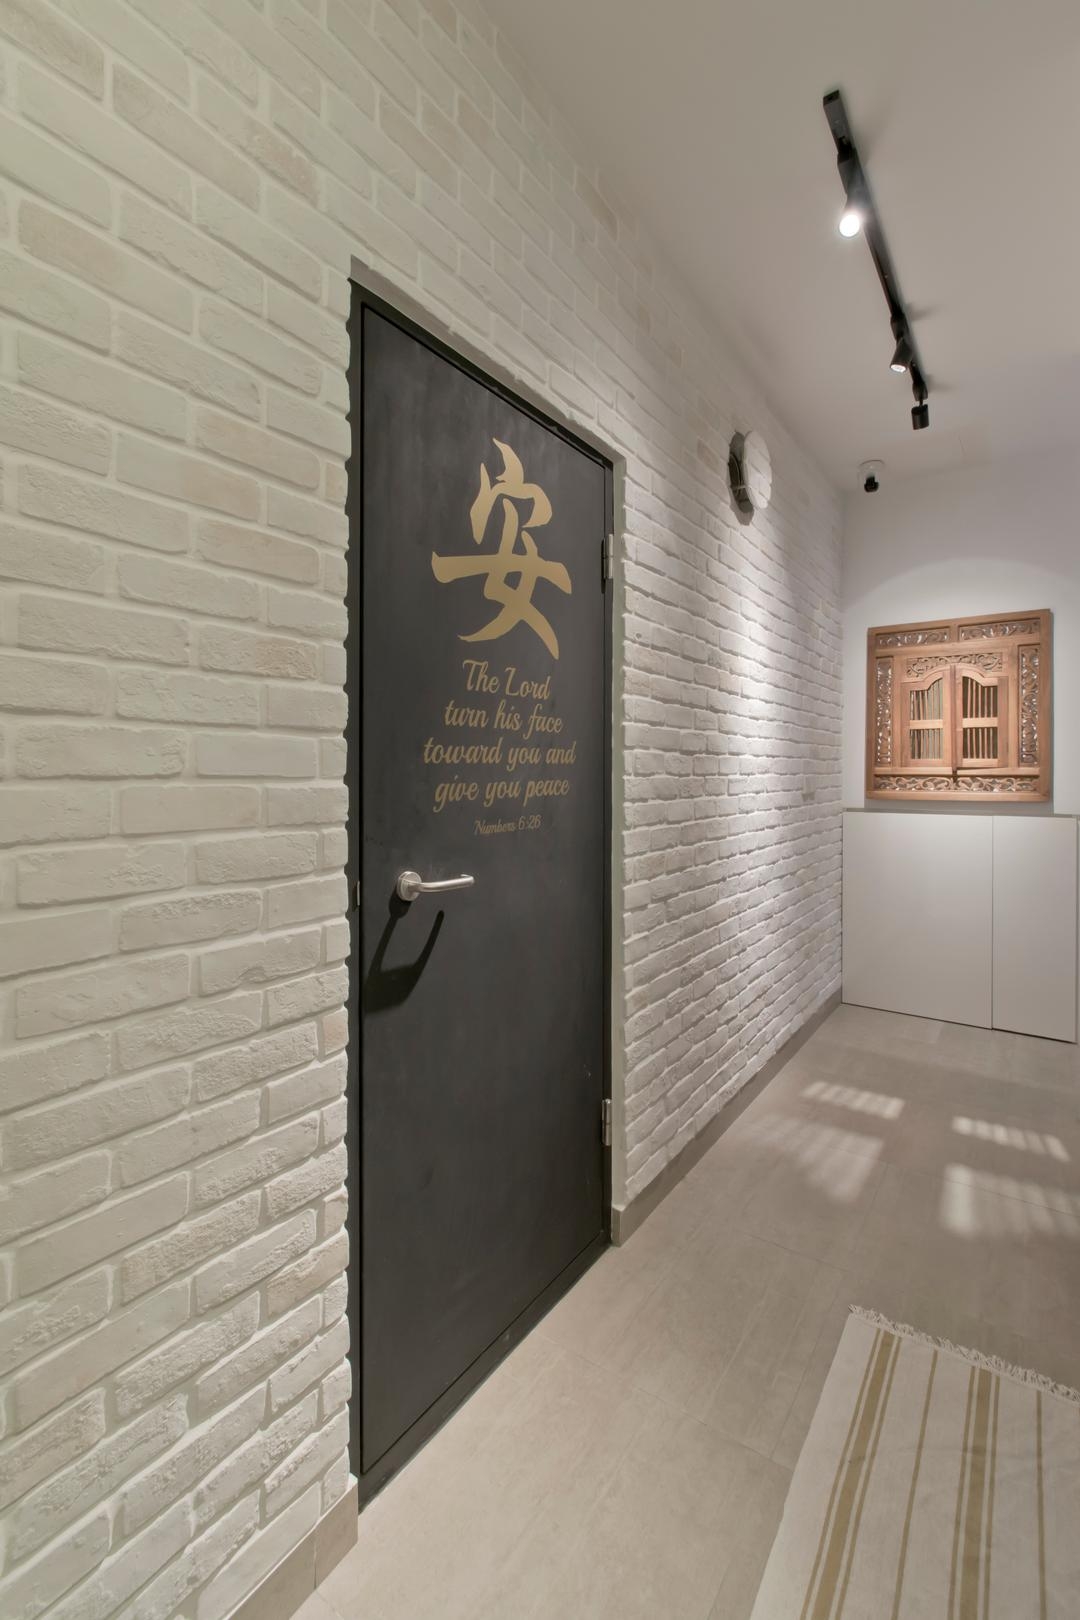 安
The Lord
turn his face
toward you and
give you peace
Numbers 6:26